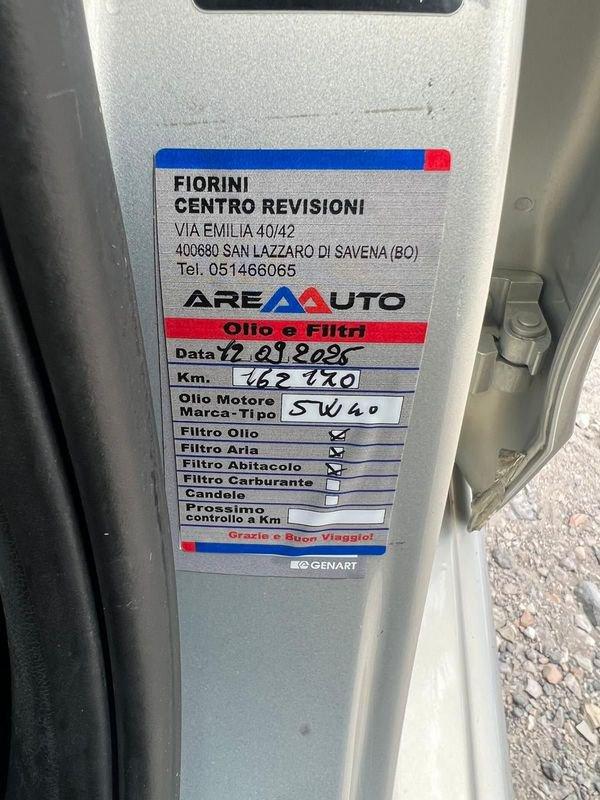 FIORINI
CENTRO REVISIONI
VIA EMILIA 40/42
400680 SAN LAZZARO DI SAVENA (BO)
Tel. 051466065
AREAAUTO
Olio e Filtri
Data 12.09.2025
Km. 162170
Olio Motore
Marca-Tipo 5W40
Filtro Olio
Filtro Aria
Filtro Abitacolo
Filtro Carburante
Candele
Prossimo
controllo a Km
Grazie e Buon Viaggio!
GENART